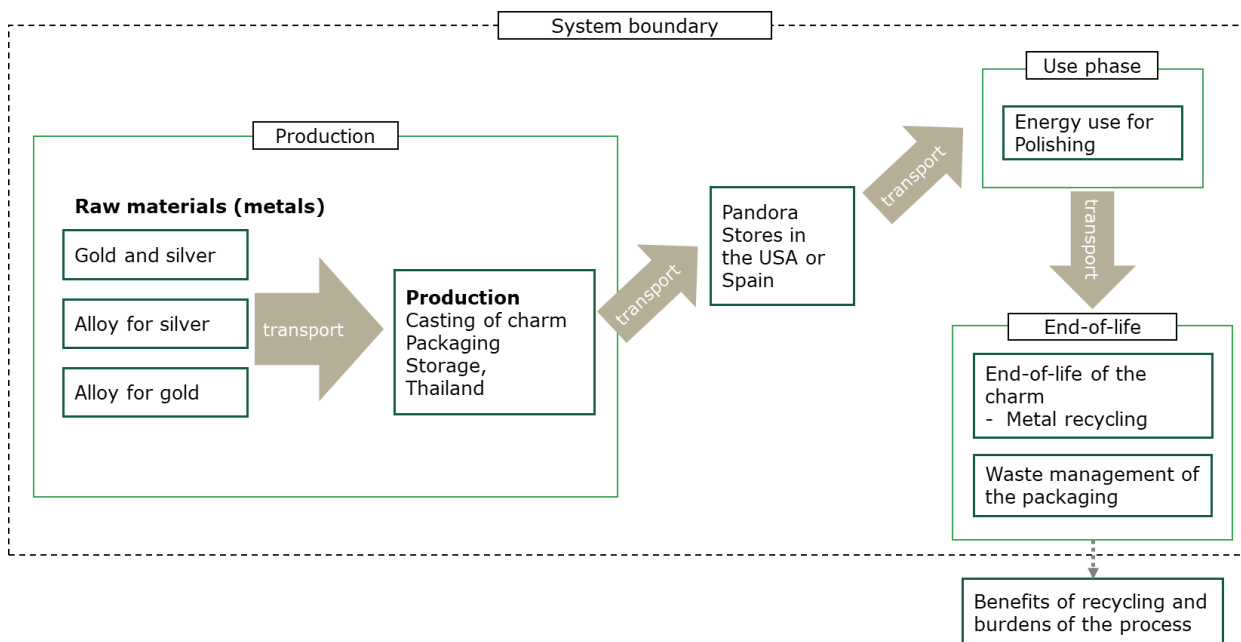 System boundary
Production
Raw materials (metals)
Gold and silver
Alloy for silver
Alloy for gold
transport
Production
Casting of charm
Packaging
Storage,
Thailand
transport
Pandora
Stores in
the USA or
Spain
transport
Use phase
Energy use for
Polishing
transport
End-of-life
End-of-life of the
charm
- Metal recycling
Waste management of
the packaging
Benefits of recycling and
burdens of the process